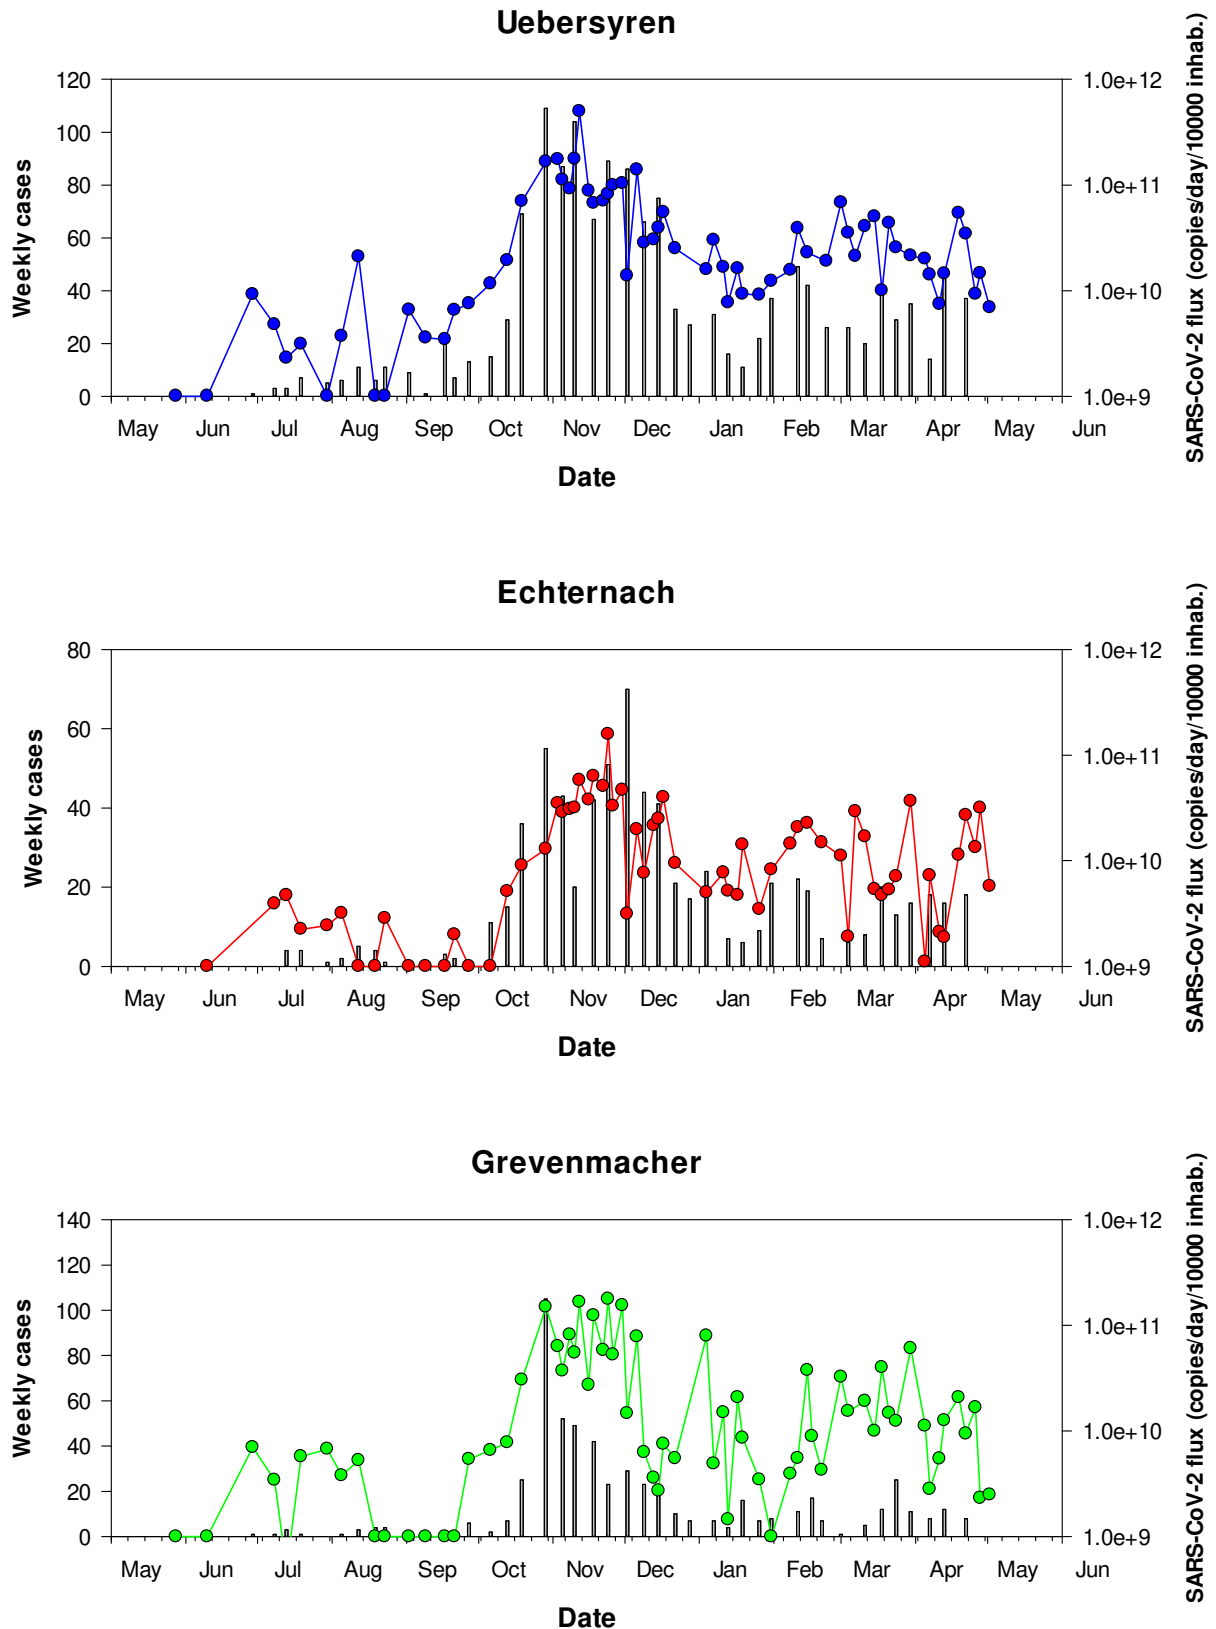 Uebersyren
Weekly cases
SARS-CoV-2 flux (copies/day/10000 inhab.)
120
100
80
60
40
20
0
1.0e+12
1.0e+11
1.0e+10
1.0e+9
May Jun Jul Aug Sep Oct Nov Dec Jan Feb Mar Apr May Jun
Date
Echternach
Weekly cases
SARS-CoV-2 flux (copies/day/10000 inhab.)
80
60
40
20
0
1.0e+12
1.0e+11
1.0e+10
1.0e+9
May Jun Jul Aug Sep Oct Nov Dec Jan Feb Mar Apr May Jun
Date
Grevenmacher
Weekly cases
SARS-CoV-2 flux (copies/day/10000 inhab.)
140
120
100
80
60
40
20
0
1.0e+12
1.0e+11
1.0e+10
1.0e+9
May Jun Jul Aug Sep Oct Nov Dec Jan Feb Mar Apr May Jun
Date